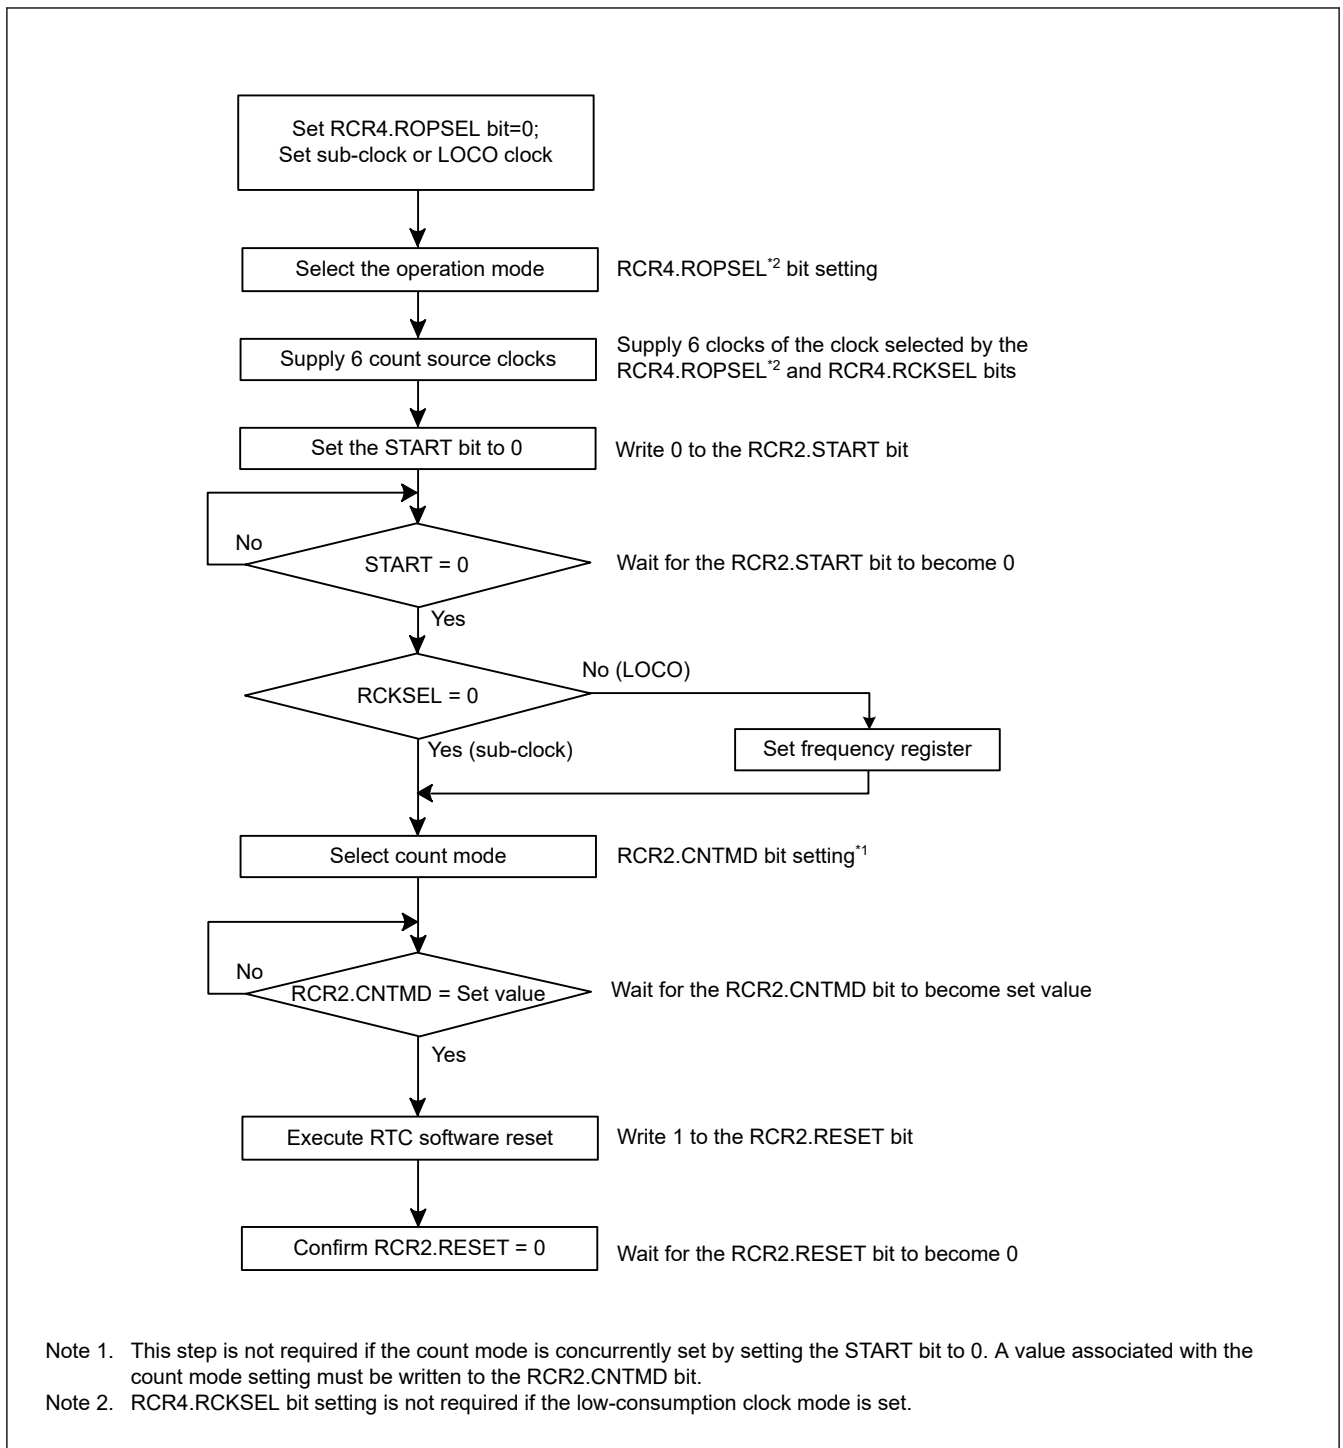 Set RCR4.ROPSEL bit=0;
Set sub-clock or LOCO clock
Select the operation mode
RCR4.ROPSEL*2 bit setting
Supply 6 count source clocks
Supply 6 clocks of the clock selected by the
RCR4.ROPSEL*2 and RCR4.RCKSEL bits
Set the START bit to 0
Write 0 to the RCR2.START bit
No
START = 0
Wait for the RCR2.START bit to become 0
Yes
No (LOCO)
RCKSEL = 0
Yes (sub-clock)
Set frequency register
Select count mode
RCR2.CNTMD bit setting*1
No
RCR2.CNTMD = Set value
Wait for the RCR2.CNTMD bit to become set value
Yes
Execute RTC software reset
Write 1 to the RCR2.RESET bit
Confirm RCR2.RESET = 0
Wait for the RCR2.RESET bit to become 0
Note 1. This step is not required if the count mode is concurrently set by setting the START bit to 0. A value associated with the
count mode setting must be written to the RCR2.CNTMD bit.
Note 2. RCR4.RCKSEL bit setting is not required if the low-consumption clock mode is set.